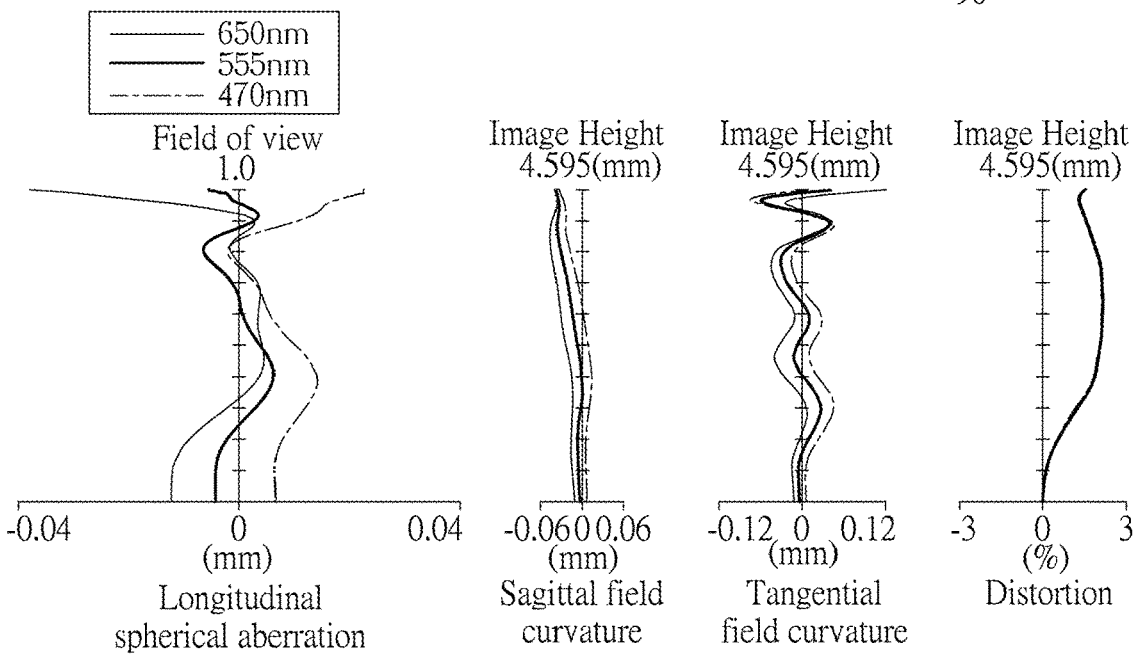 650nm
555nm
470nm
Field of view
1.0
-0.04 0 0.04
(mm)
Longitudinal
spherical aberration
Image Height
4.595(mm)
-0.06 0 0.06
(mm)
Sagittal field
curvature
Image Height
4.595(mm)
-0.12 0 0.12
(mm)
Tangential
field curvature
Image Height
4.595(mm)
-3 0 3
(%)
Distortion